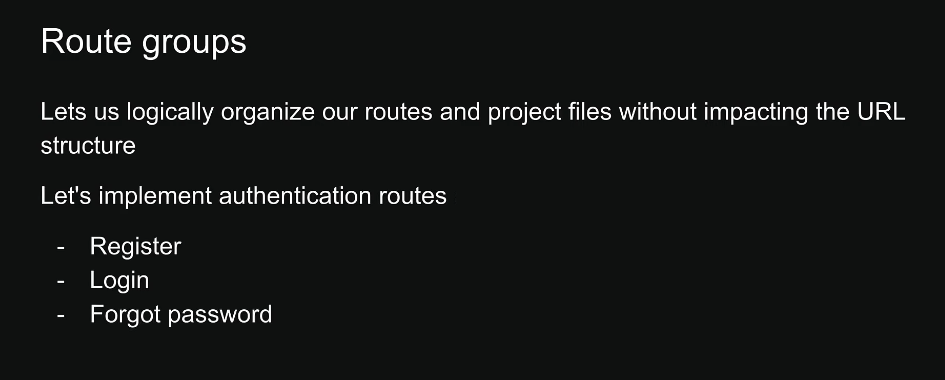 Route groups
Lets us logically organize our routes and project files without impacting the URL
structure
Let's implement authentication routes
- Register
- Login
- Forgot password